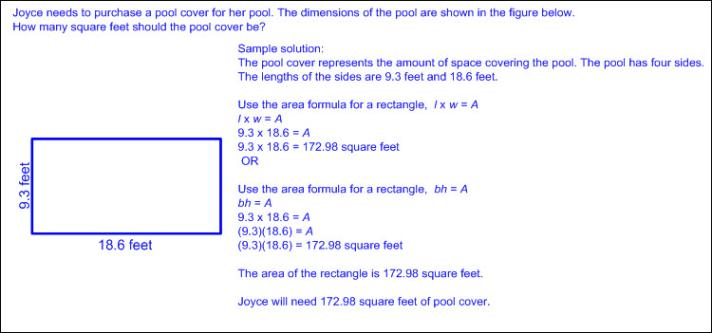 Joyce needs to purchase a pool cover for her pool. The dimensions of the pool are shown in the figure below.
How many square feet should the pool cover be?
Sample solution:
The pool cover represents the amount of space covering the pool. The pool has four sides.
The lengths of the sides are 9.3 feet and 18.6 feet.
Use the area formula for a rectangle, l x w = A
l x w = A
9.3 x 18.6 = A
9.3 x 18.6 = 172.98 square feet
OR
Use the area formula for a rectangle, bh = A
bh = A
9.3 x 18.6 = A
(9.3)(18.6) = A
(9.3)(18.6) = 172.98 square feet
The area of the rectangle is 172.98 square feet.
Joyce will need 172.98 square feet of pool cover.
9.3 feet
18.6 feet